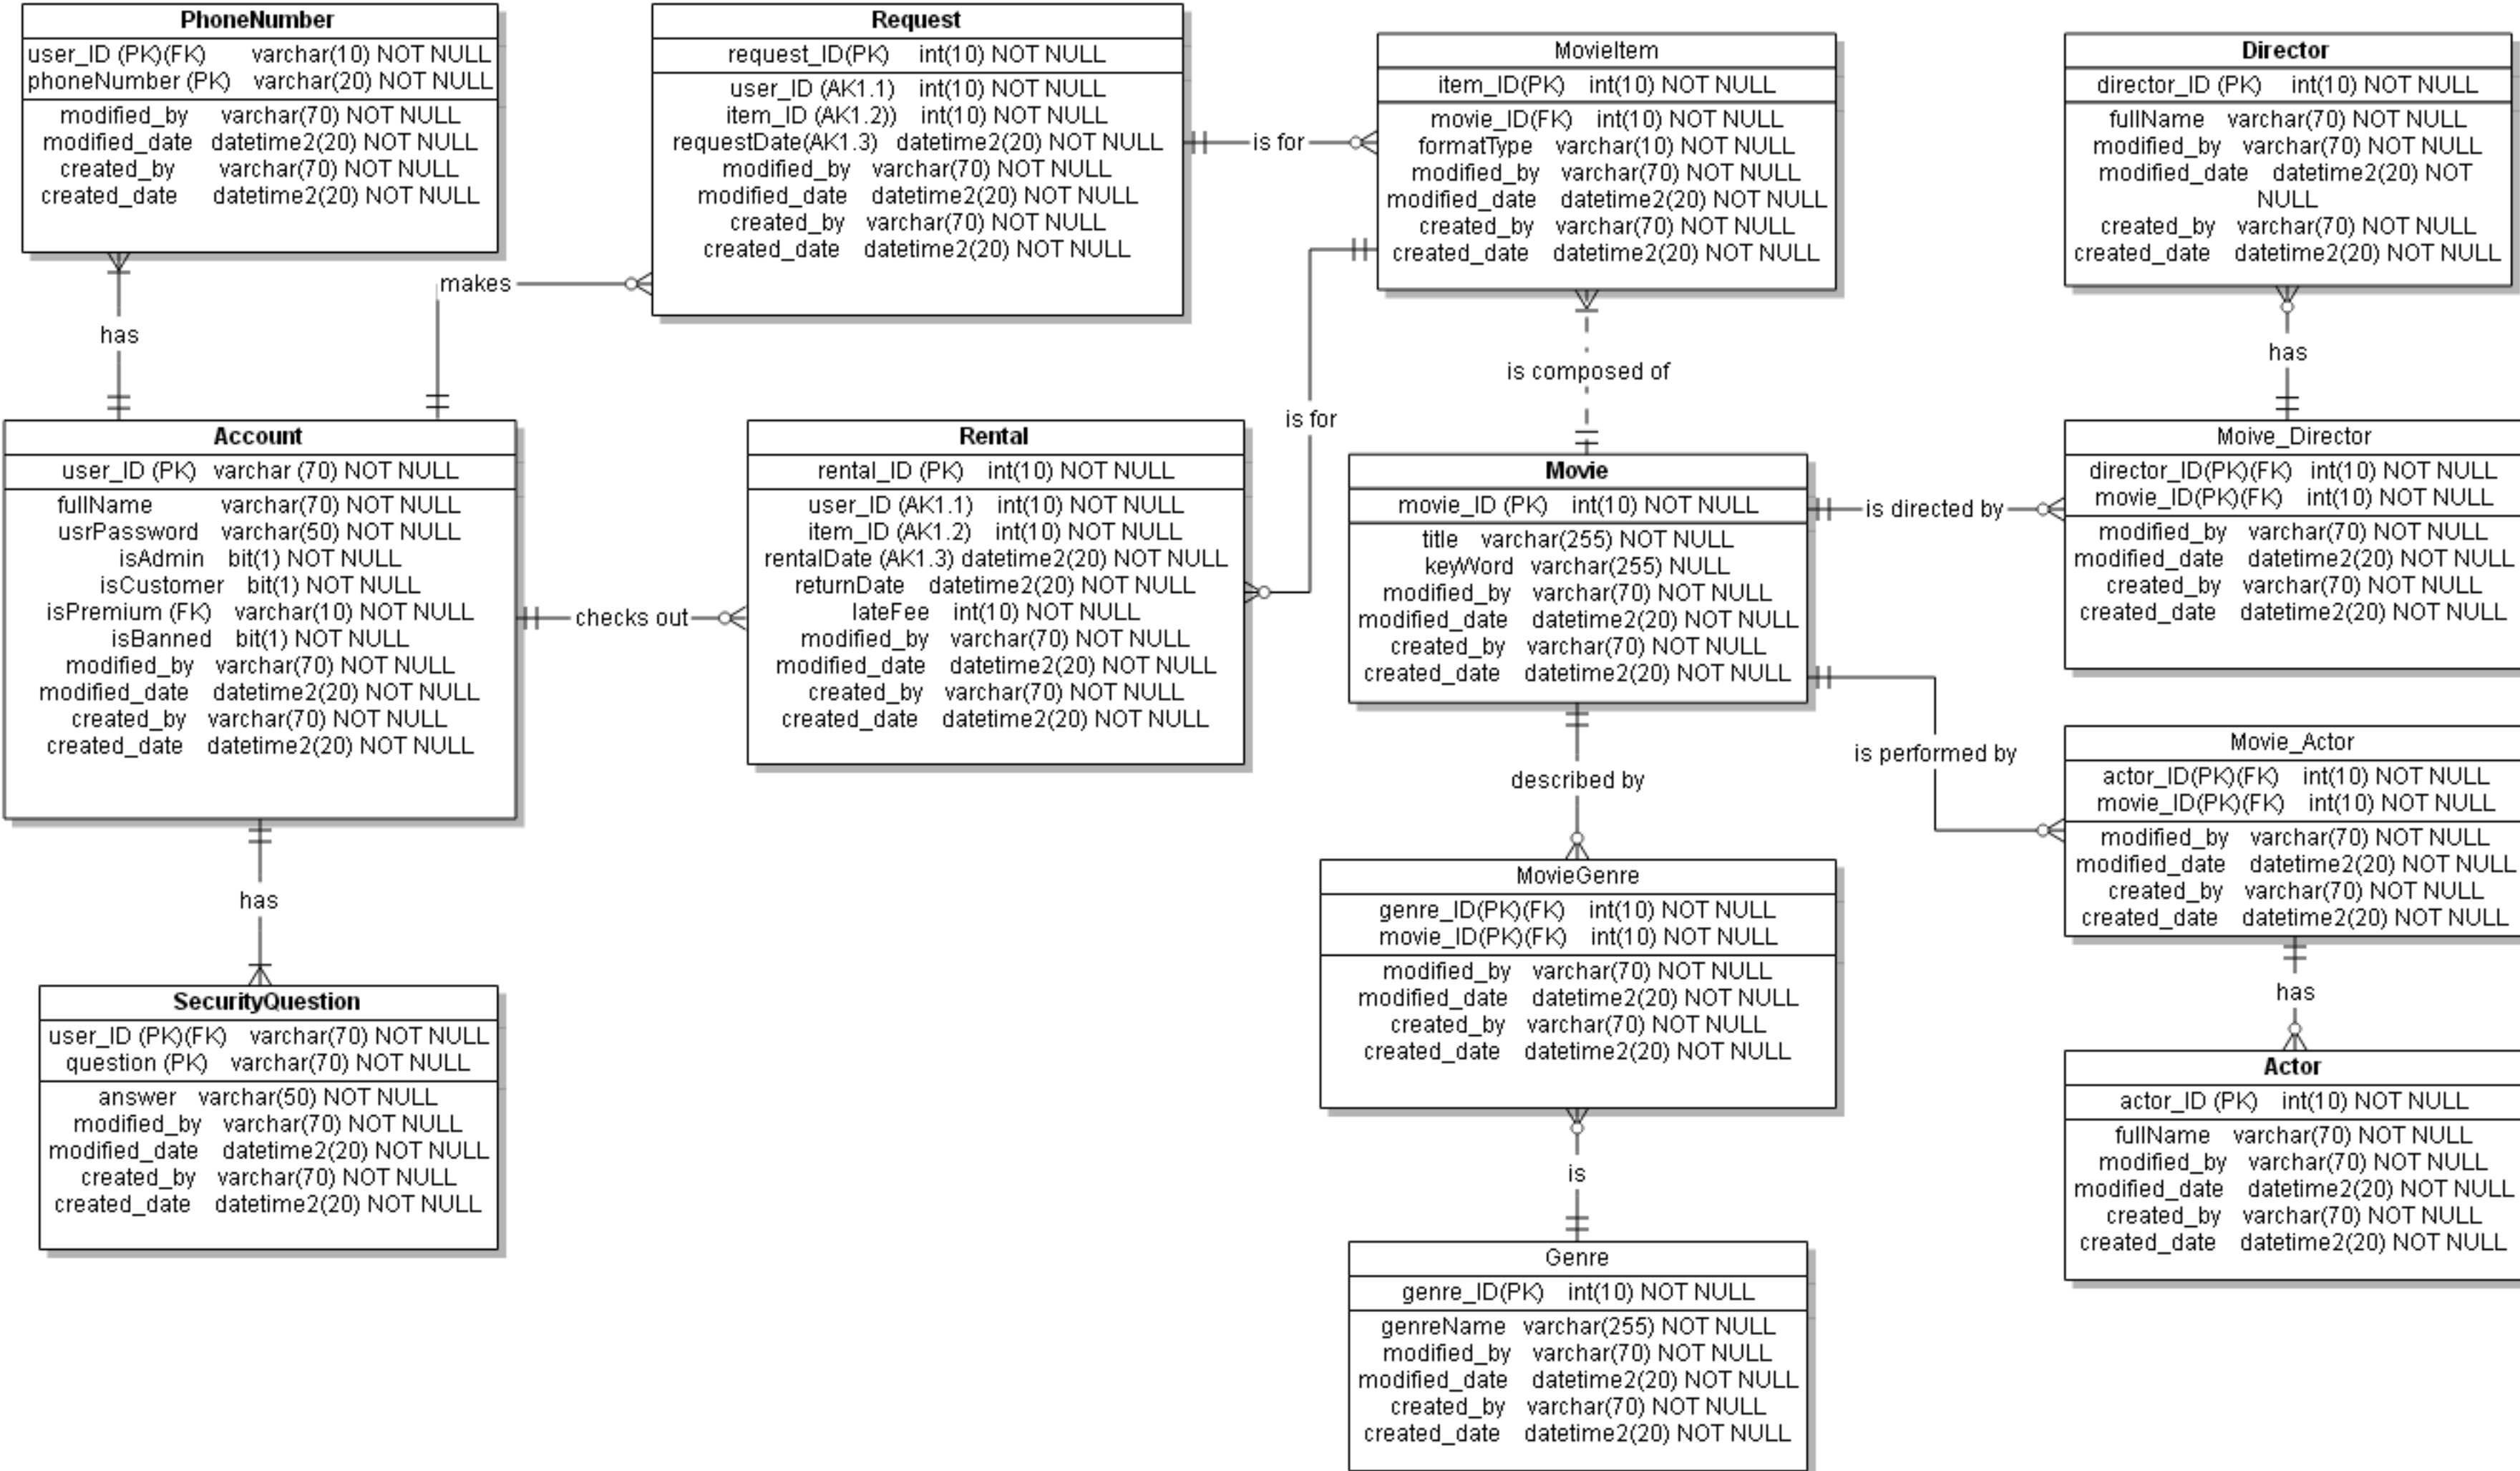 PhoneNumber
user_ID (PK)(FK) varchar(10) NOT NULL
phoneNumber (PK) varchar(20) NOT NULL
modified_by varchar(70) NOT NULL
modified_date datetime2(20) NOT NULL
created_by varchar(70) NOT NULL
created_date datetime2(20) NOT NULL
Request
request_ID(PK) int(10) NOT NULL
user_ID (AK1.1) int(10) NOT NULL
item_ID (AK1.2)) int(10) NOT NULL
requestDate(AK1.3) datetime2(20) NOT NULL
modified_by varchar(70) NOT NULL
modified_date datetime2(20) NOT NULL
created_by varchar(70) NOT NULL
created_date datetime2(20) NOT NULL
is for
MovieItem
item_ID(PK) int(10) NOT NULL
movie_ID(FK) int(10) NOT NULL
formatType varchar(10) NOT NULL
modified_by varchar(70) NOT NULL
modified_date datetime2(20) NOT NULL
created_by varchar(70) NOT NULL
created_date datetime2(20) NOT NULL
Director
director_ID (PK) int(10) NOT NULL
fullName varchar(70) NOT NULL
modified_by varchar(70) NOT NULL
modified_date datetime2(20) NOT
NULL
created_by varchar(70) NOT NULL
created_date datetime2(20) NOT NULL
makes
has
is composed of
has
is for
Account
user_ID (PK) varchar (70) NOT NULL
fullName varchar(70) NOT NULL
usrPassword varchar(50) NOT NULL
isAdmin bit(1) NOT NULL
isCustomer bit(1) NOT NULL
isPremium (FK) varchar(10) NOT NULL
isBanned bit(1) NOT NULL
modified_by varchar(70) NOT NULL
modified_date datetime2(20) NOT NULL
created_by varchar(70) NOT NULL
created_date datetime2(20) NOT NULL
checks out
Rental
rental_ID (PK) int(10) NOT NULL
user_ID (AK1.1) int(10) NOT NULL
item_ID (AK1.2) int(10) NOT NULL
rentalDate (AK1.3) datetime2(20) NOT NULL
returnDate datetime2(20) NOT NULL
lateFee int(10) NOT NULL
modified_by varchar(70) NOT NULL
modified_date datetime2(20) NOT NULL
created_by varchar(70) NOT NULL
created_date datetime2(20) NOT NULL
Movie
movie_ID (PK) int(10) NOT NULL
title varchar(255) NOT NULL
keyWord varchar(255) NULL
modified_by varchar(70) NOT NULL
modified_date datetime2(20) NOT NULL
created_by varchar(70) NOT NULL
created_date datetime2(20) NOT NULL
is directed by
Moive_Director
director_ID(PK)(FK) int(10) NOT NULL
movie_ID(PK)(FK) int(10) NOT NULL
modified_by varchar(70) NOT NULL
modified_date datetime2(20) NOT NULL
created_by varchar(70) NOT NULL
created_date datetime2(20) NOT NULL
is performed by
described by
Movie_Actor
actor_ID(PK)(FK) int(10) NOT NULL
movie_ID(PK)(FK) int(10) NOT NULL
modified_by varchar(70) NOT NULL
modified_date datetime2(20) NOT NULL
created_by varchar(70) NOT NULL
created_date datetime2(20) NOT NULL
has
MovieGenre
genre_ID(PK)(FK) int(10) NOT NULL
movie_ID(PK)(FK) int(10) NOT NULL
modified_by varchar(70) NOT NULL
modified_date datetime2(20) NOT NULL
created_by varchar(70) NOT NULL
created_date datetime2(20) NOT NULL
has
SecurityQuestion
user_ID (PK)(FK) varchar(70) NOT NULL
question (PK) varchar(70) NOT NULL
answer varchar(50) NOT NULL
modified_by varchar(70) NOT NULL
modified_date datetime2(20) NOT NULL
created_by varchar(70) NOT NULL
created_date datetime2(20) NOT NULL
Actor
actor_ID (PK) int(10) NOT NULL
fullName varchar(70) NOT NULL
modified_by varchar(70) NOT NULL
modified_date datetime2(20) NOT NULL
created_by varchar(70) NOT NULL
created_date datetime2(20) NOT NULL
is
Genre
genre_ID(PK) int(10) NOT NULL
genreName varchar(255) NOT NULL
modified_by varchar(70) NOT NULL
modified_date datetime2(20) NOT NULL
created_by varchar(70) NOT NULL
created_date datetime2(20) NOT NULL